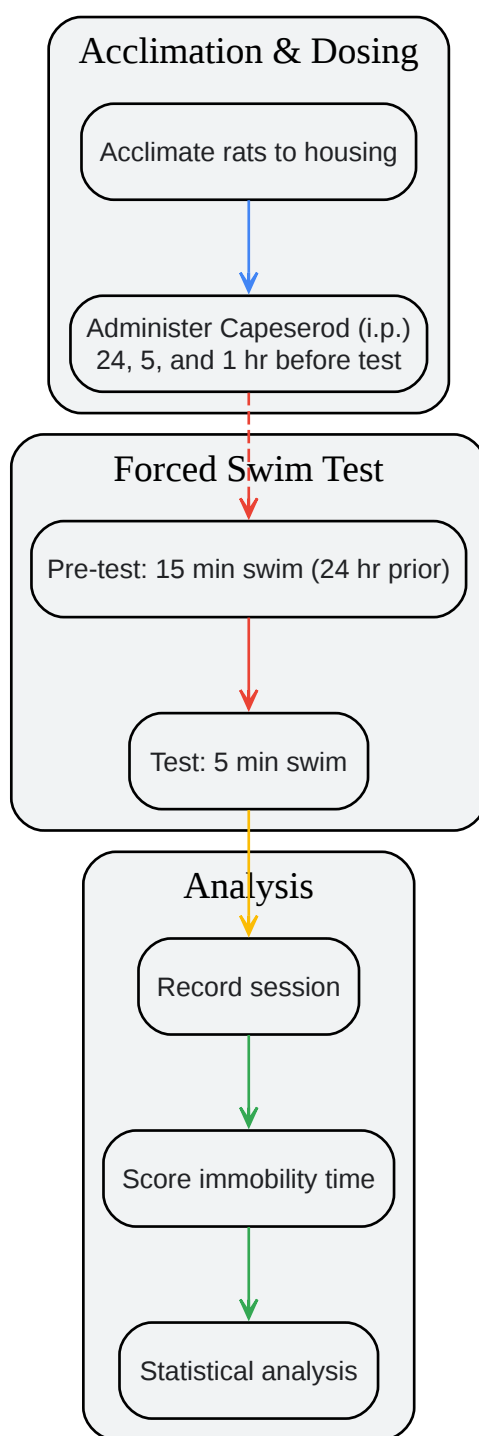 Acclimation & Dosing
Acclimate rats to housing
Administer Capeserod (i.p.)
24, 5, and 1 hr before test
Forced Swim Test
Pre-test: 15 min swim (24 hr prior)
Test: 5 min swim
Analysis
Record session
Score immobility time
Statistical analysis